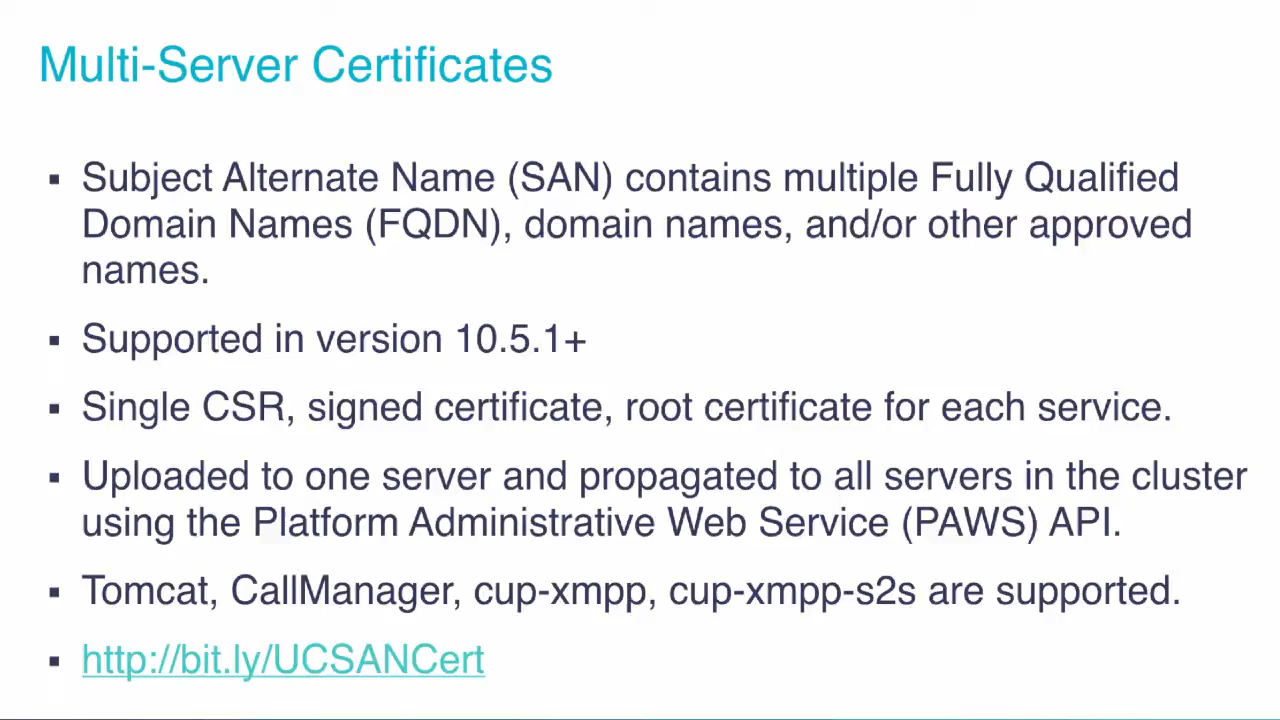 Multi-Server Certificates
▪ Subject Alternate Name (SAN) contains multiple Fully Qualified
Domain Names (FQDN), domain names, and/or other approved
names.
▪ Supported in version 10.5.1+
▪ Single CSR, signed certificate, root certificate for each service.
▪ Uploaded to one server and propagated to all servers in the cluster
using the Platform Administrative Web Service (PAWS) API.
▪ Tomcat, CallManager, cup-xmpp, cup-xmpp-s2s are supported.
▪ http://bit.ly/UCSANCert